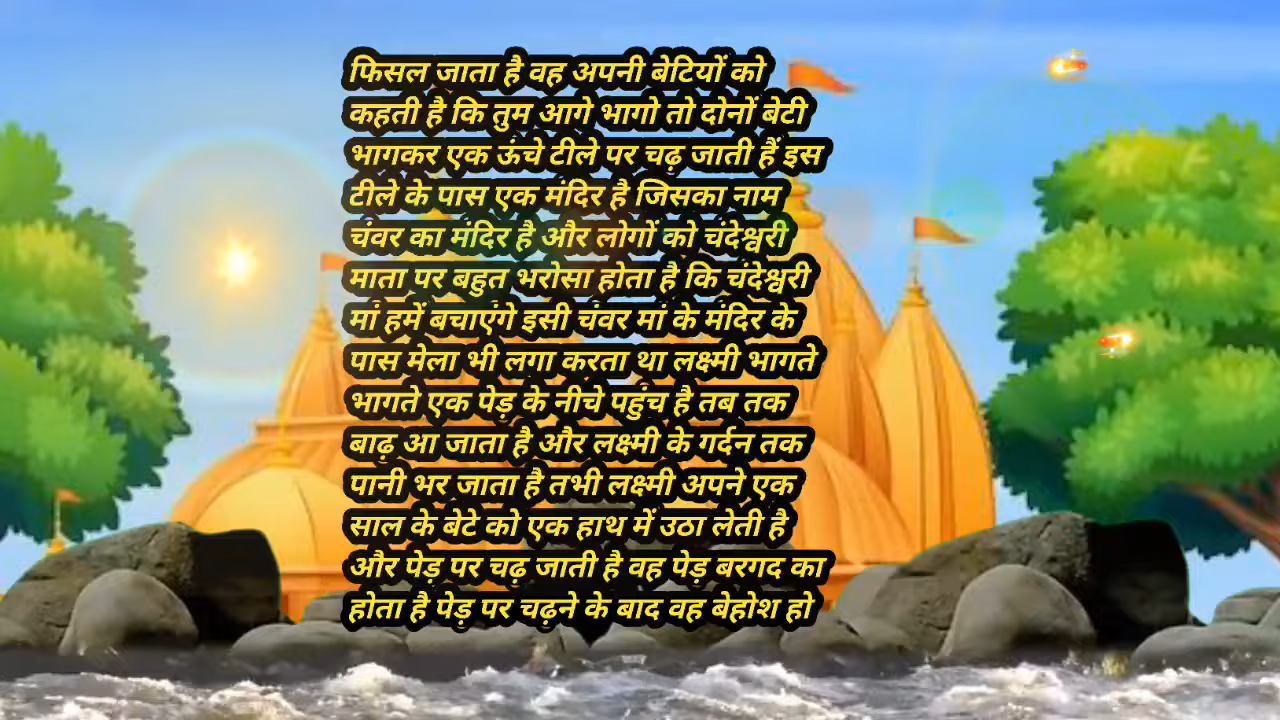 फिसल जाता है वह अपनी बेटियों को
कहती है कि तुम आगे भागो तो दोनों बेटी
भागकर एक ऊंचे टीले पर चढ़ जाती हैं इस
टीले के पास एक मंदिर है जिसका नाम
चंवर का मंदिर है और लोगों को चंदेश्वरी
माता पर बहुत भरोसा होता है कि चंदेश्वरी
मां हमें बचाएंगे इसी चंवर मां के मंदिर के
पास मेला भी लगा करता था लक्ष्मी भागते
भागते एक पेड़ के नीचे पहुंच है तब तक
बाढ़ आ जाता है और लक्ष्मी के गर्दन तक
पानी भर जाता है तभी लक्ष्मी अपने एक
साल के बेटे को एक हाथ में उठा लेती है
और पेड़ पर चढ़ जाती है वह पेड़ बरगद का
होता है पेड़ पर चढ़ने के बाद वह बेहोश हो